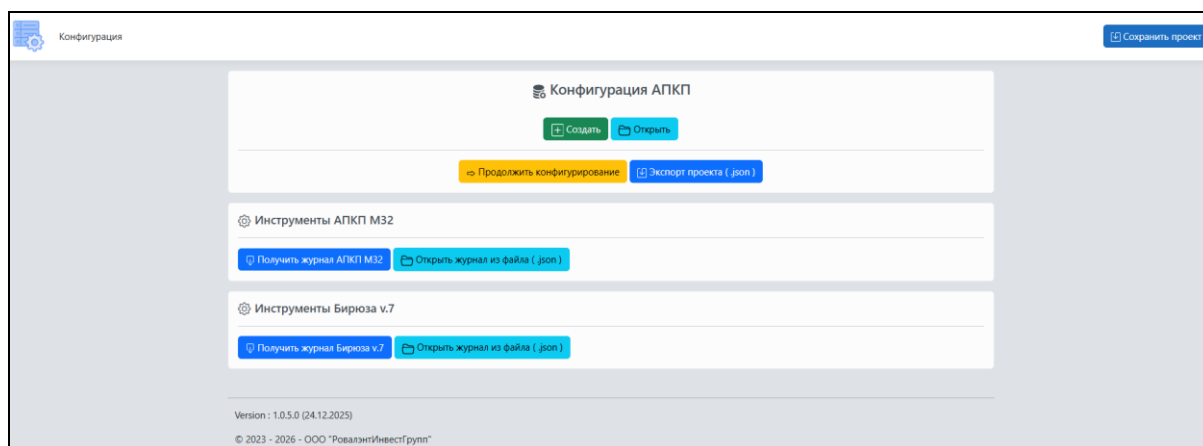 Конфигурация
Сохранить проект
Конфигурация АПКП
Создать Открыть
Продолжить конфигурирование Экспорт проекта ( .json )
Инструменты АПКП М32
Получить журнал АПКП М32 Открыть журнал из файла ( .json )
Инструменты Бирюза v.7
Получить журнал Бирюза v.7 Открыть журнал из файла ( .json )
Version : 1.0.5.0 (24.12.2025)
© 2023 - 2026 - ООО "РовалэнтИнвестГрупп"